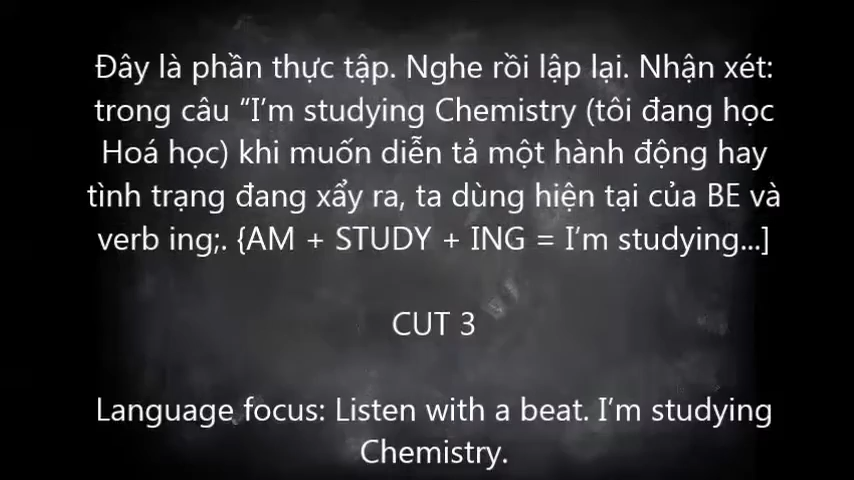 Đây là phần thực tập. Nghe rồi lập lại. Nhận xét:
trong câu “I’m studying Chemistry (tôi đang học
Hoá học) khi muốn diễn tả một hành động hay
tình trạng đang xẩy ra, ta dùng hiện tại của BE và
verb ing;. {AM + STUDY + ING = I’m studying...]
CUT 3
Language focus: Listen with a beat. I’m studying
Chemistry.